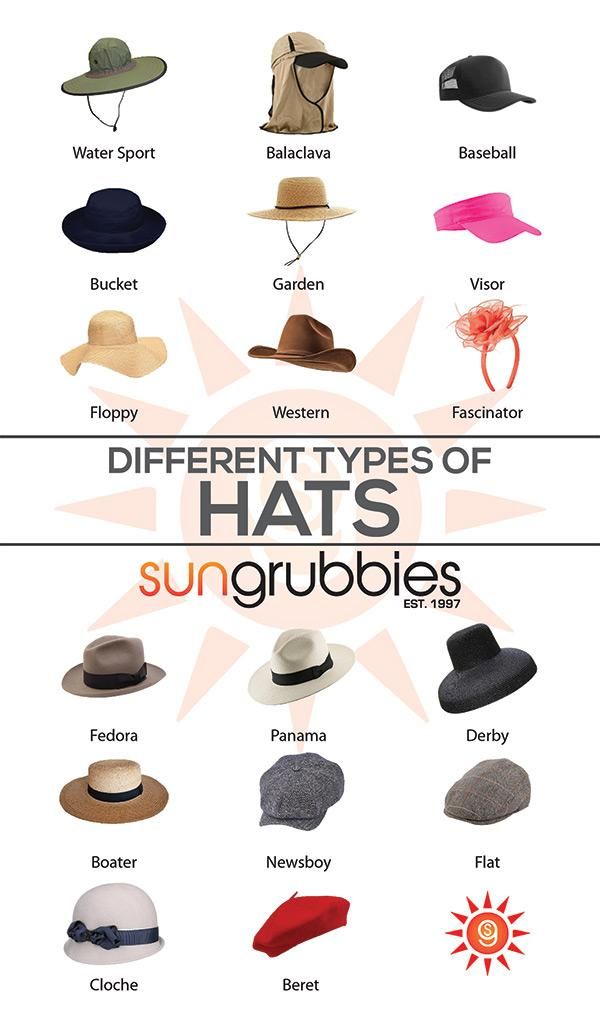 Water Sport
Balaclava
Baseball
Bucket
Garden
Visor
Floppy
Western
Fascinator
DIFFERENT TYPES OF
HATS
sungrubbies
EST. 1997
Fedora
Panama
Derby
Boater
Newsboy
Flat
Cloche
Beret